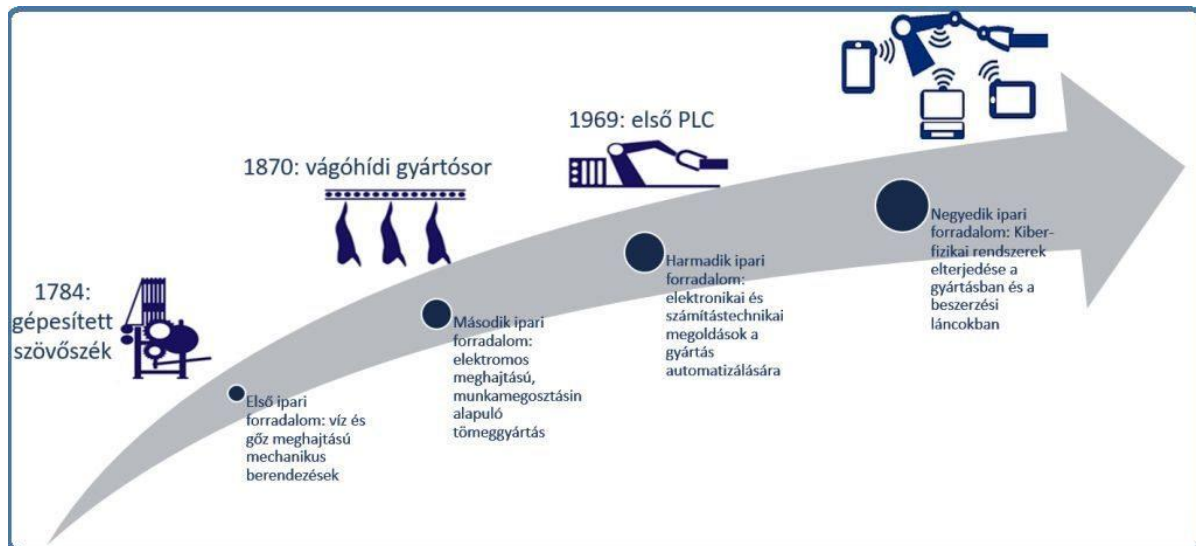 1784:
gépesített
szövőszék
Első ipari
forradalom: víz és
gőz meghajtású
mechanikus
berendezések
1870: vágóhídi gyártósor
Második ipari
forradalom:
elektromos
meghajtású,
munkamegosztásin
alapuló
tömeggyártás
1969: első PLC
Harmadik ipari
forradalom:
elektronikai és
számítástechnikai
megoldások a
gyártás
automatizálására
Negyedik ipari
forradalom: Kiber-
fizikai rendszerek
elterjedése a
gyártásban és a
beszerzési
láncokban